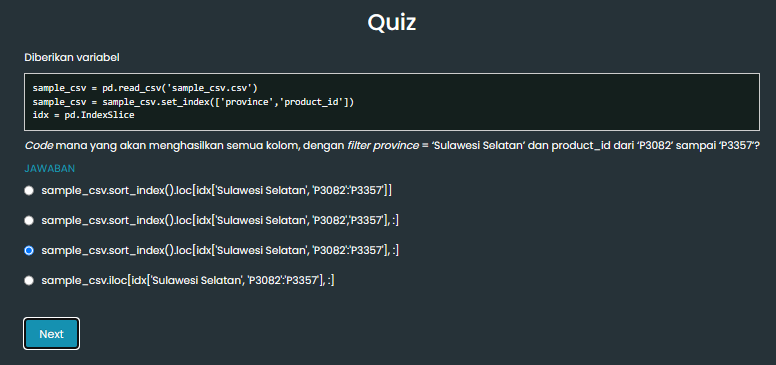 Quiz
Diberikan variabel
sample_csv = pd.read_csv('sample_csv.csv')
sample_csv = sample_csv.set_index(['province','product_id'])
idx = pd.IndexSlice
Code mana yang akan menghasilkan semua kolom, dengan filter province = ‘Sulawesi Selatan’ dan product_id dari ‘P3082’ sampai ‘P3357’?
JAWABAN
sample_csv.sort_index().loc[idx['Sulawesi Selatan', 'P3082':'P3357']]
sample_csv.sort_index().loc[idx['Sulawesi Selatan', 'P3082','P3357'], :]
sample_csv.sort_index().loc[idx['Sulawesi Selatan', 'P3082':'P3357'], :]
sample_csv.iloc[idx['Sulawesi Selatan', 'P3082':'P3357'], :]
Next